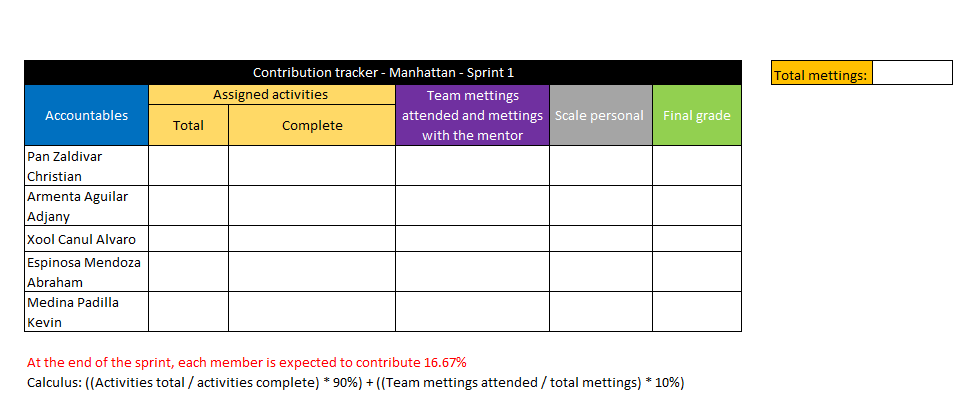 Contribution tracker - Manhattan - Sprint 1
Total mettings:
Accountables
Assigned activities
Total
Complete
Team mettings
attended and mettings
with the mentor
Scale personal
Final grade
Pan Zaldivar
Christian
Armenta Aguilar
Adjany
Xool Canul Alvaro
Espinosa Mendoza
Abraham
Medina Padilla
Kevin
At the end of the sprint, each member is expected to contribute 16.67%
Calculus: ((Activities total / activities complete) * 90%) + ((Team mettings attended / total mettings) * 10%)